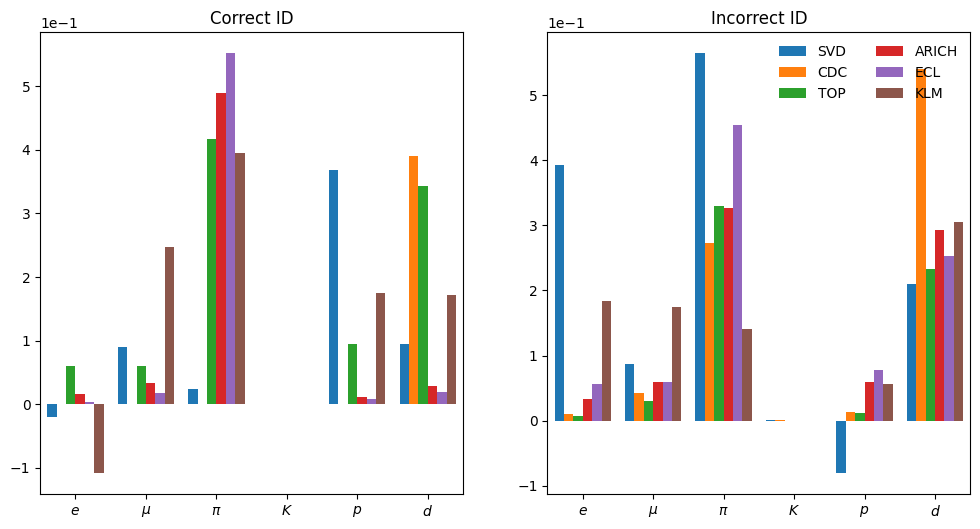 Correct ID
1e−1
5
4
3
2
1
0
−1
e μ π K p d
Incorrect ID
1e−1
SVD
CDC
TOP
ARICH
ECL
KLM
5
4
3
2
1
0
−1
e μ π K p d